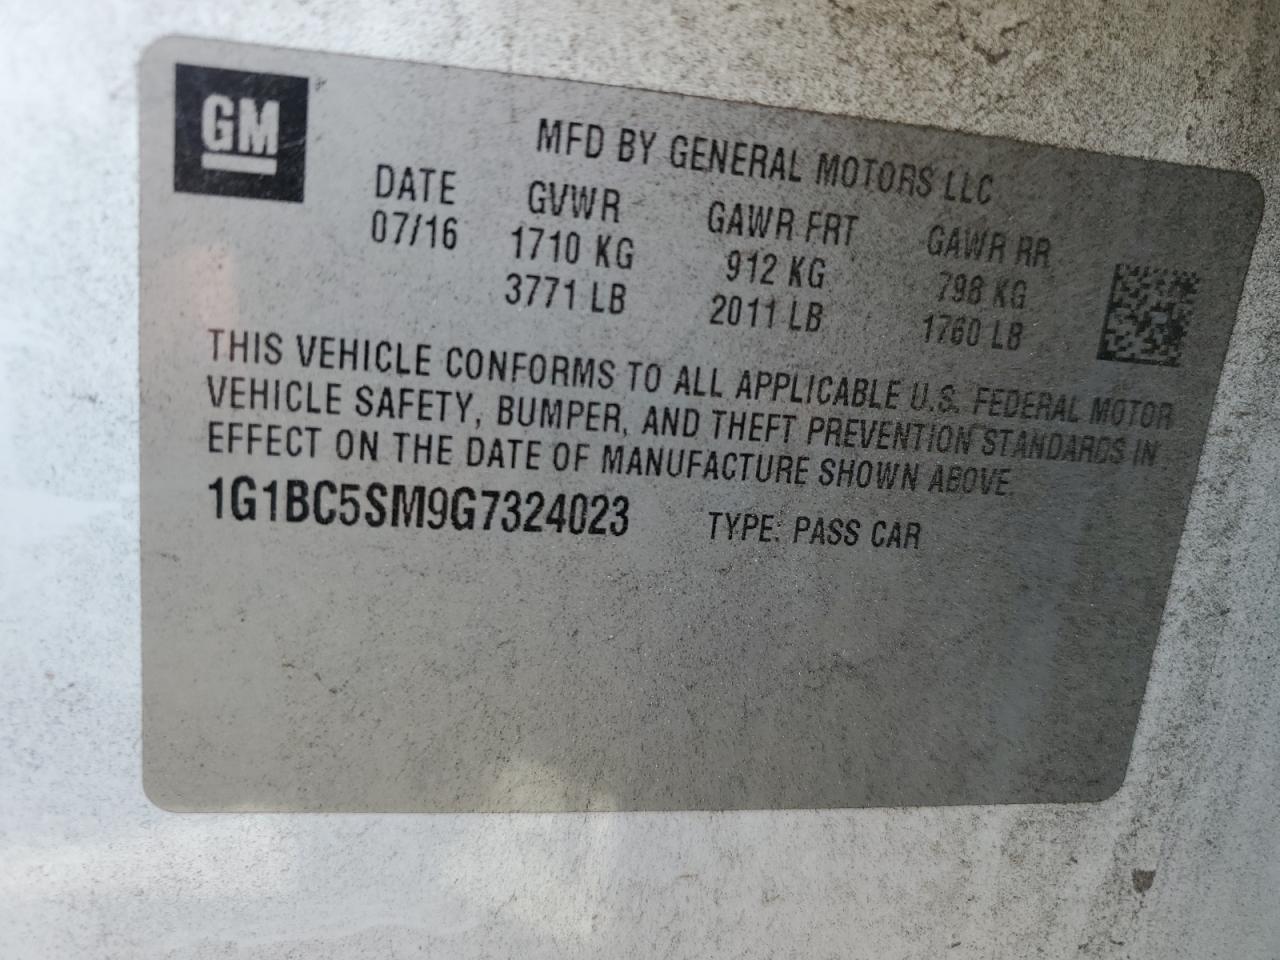 GM
MFD BY GENERAL MOTORS LLC
DATE GVWR GAWR FRT GAWR RR
07/16 1710 KG 912 KG 798 KG
3771 LB 2011 LB 1760 LB
THIS VEHICLE CONFORMS TO ALL APPLICABLE U.S. FEDERAL MOTOR
VEHICLE SAFETY, BUMPER, AND THEFT PREVENTION STANDARDS IN
EFFECT ON THE DATE OF MANUFACTURE SHOWN ABOVE.
1G1BC5SM9G7324023 TYPE: PASS CAR